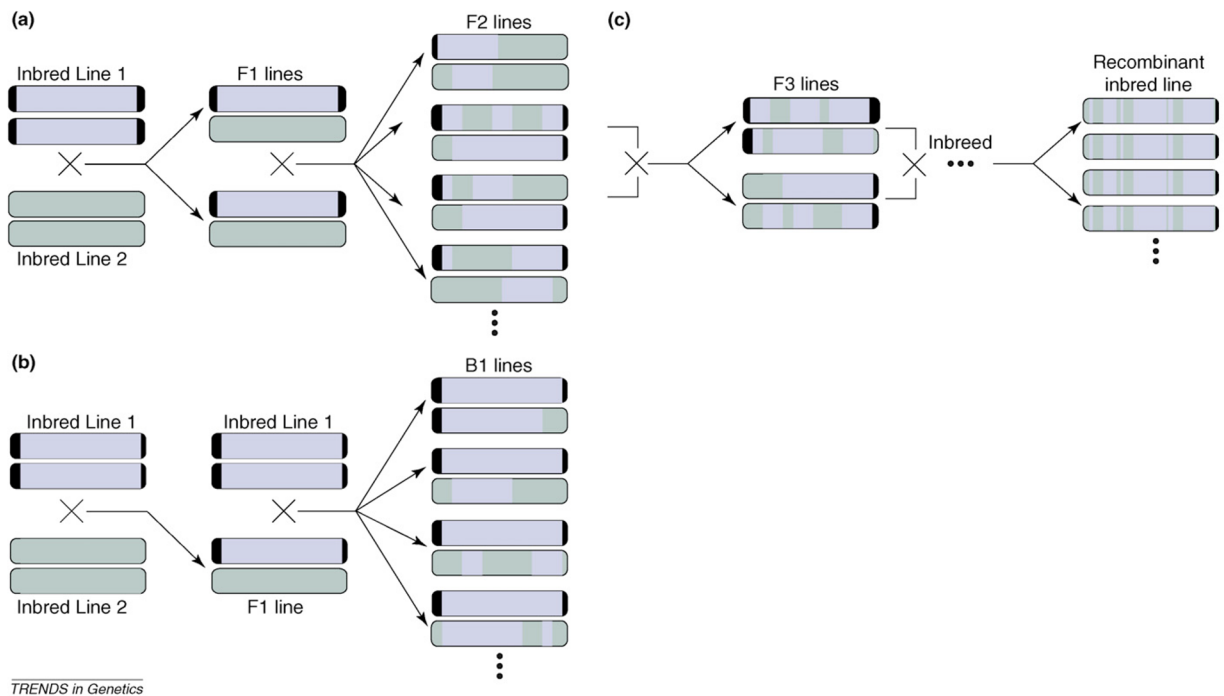 (a)
Inbred Line 1
F1 lines
F2 lines
Inbred Line 2
(b)
Inbred Line 1
Inbred Line 1
B1 lines
Inbred Line 2
F1 line
(c)
F3 lines
Inbreed
Recombinant
inbred line
TRENDS in Genetics